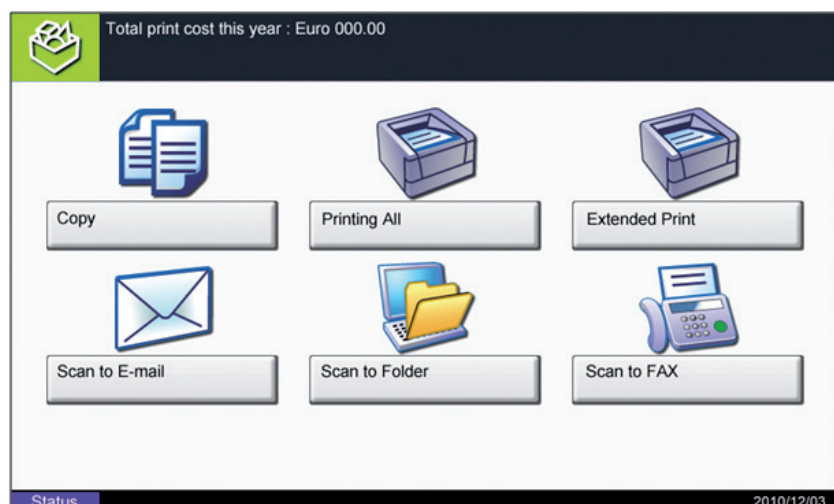 Total print cost this year : Euro 000.00
Copy
Printing All
Extended Print
Scan to E-mail
Scan to Folder
Scan to FAX
Status
2010/12/03